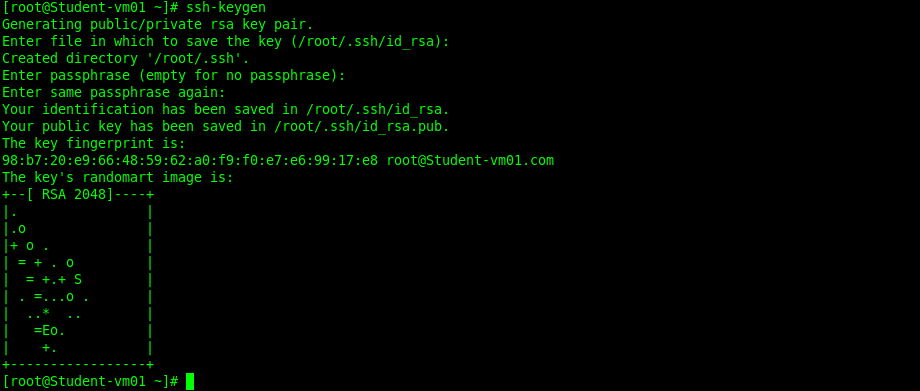 [root@Student-vm01 ~]# ssh-keygen
Generating public/private rsa key pair.
Enter file in which to save the key (/root/.ssh/id_rsa):
Created directory '/root/.ssh'.
Enter passphrase (empty for no passphrase):
Enter same passphrase again:
Your identification has been saved in /root/.ssh/id_rsa.
Your public key has been saved in /root/.ssh/id_rsa.pub.
The key fingerprint is:
98:b7:20:e9:66:48:59:62:a0:f9:f0:e7:e6:99:17:e8 root@Student-vm01.com
The key's randomart image is:
+--[ RSA 2048]----+
|.                |
|.o               |
|+ o .            |
| = + . o         |
|  = +.+ S        |
| . =...o .       |
|  ..*  ..        |
|   =Eo.          |
|    +.           |
+-----------------+
[root@Student-vm01 ~]#